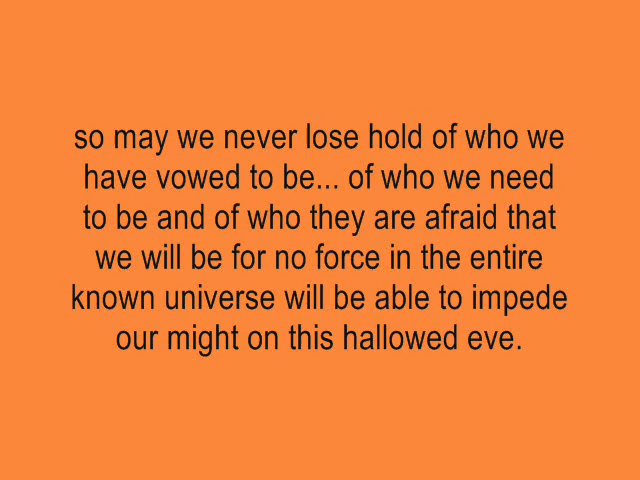 so may we never lose hold of who we
have vowed to be... of who we need
to be and of who they are afraid that
we will be for no force in the entire
known universe will be able to impede
our might on this hallowed eve.